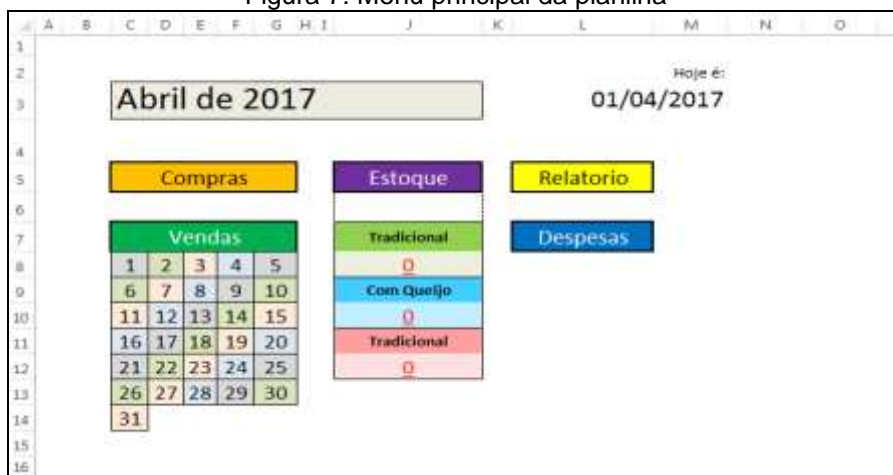 Figura 7. Menu principal da planilha
A B C D E F G H I J K L M N O
1
2 Hoje é:
3 Abril de 2017 01/04/2017
4
5 Compras Estoque Relatorio
6
7 Vendas Tradicional Despesas
8 1 2 3 4 5 0
9 6 7 8 9 10 Com Queijo
10 11 12 13 14 15 0
11 16 17 18 19 20 Tradicional
12 21 22 23 24 25 0
13 26 27 28 29 30
14 31
15
16